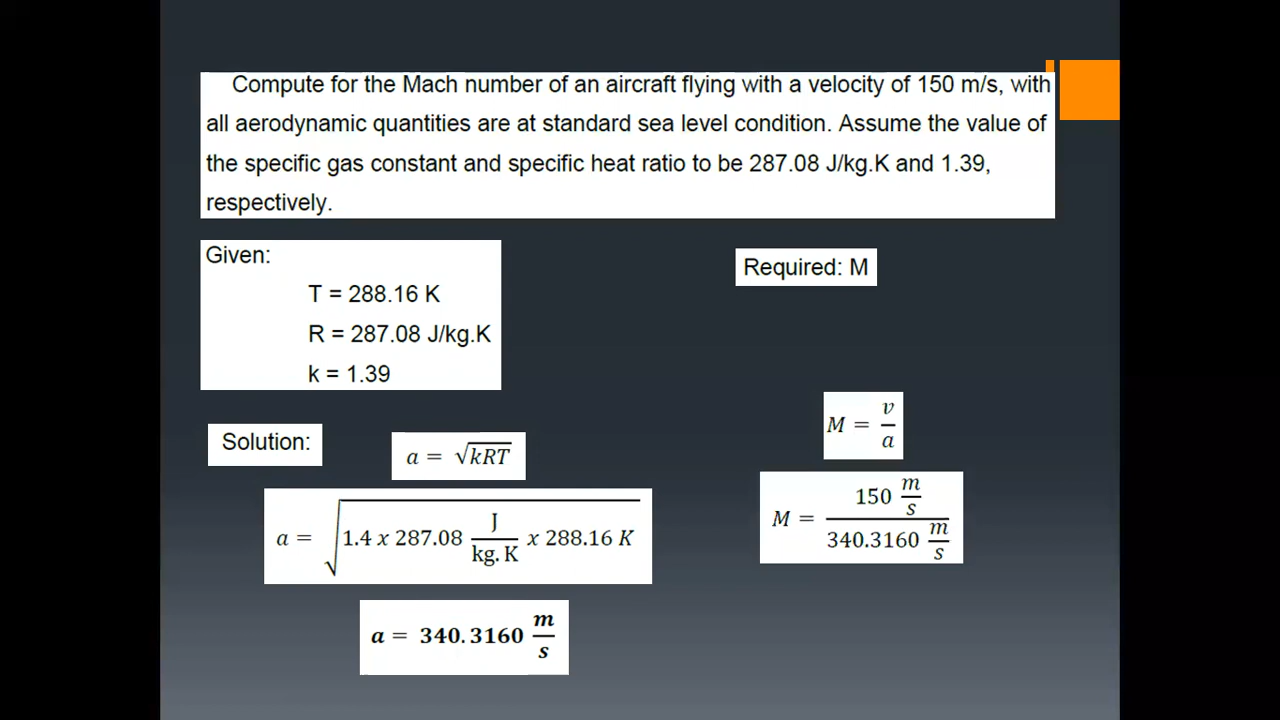 Compute for the Mach number of an aircraft flying with a velocity of 150 m/s, with
all aerodynamic quantities are at standard sea level condition. Assume the value of
the specific gas constant and specific heat ratio to be 287.08 J/kg.K and 1.39,
respectively.
Given:
T = 288.16 K
R = 287.08 J/kg.K
k = 1.39
Required: M
Solution:
a = √kRT
a = √1.4 x 287.08 J/kg. K x 288.16 K
a = 340.3160 m/s
M = v/a
M = 150 m/s / 340.3160 m/s